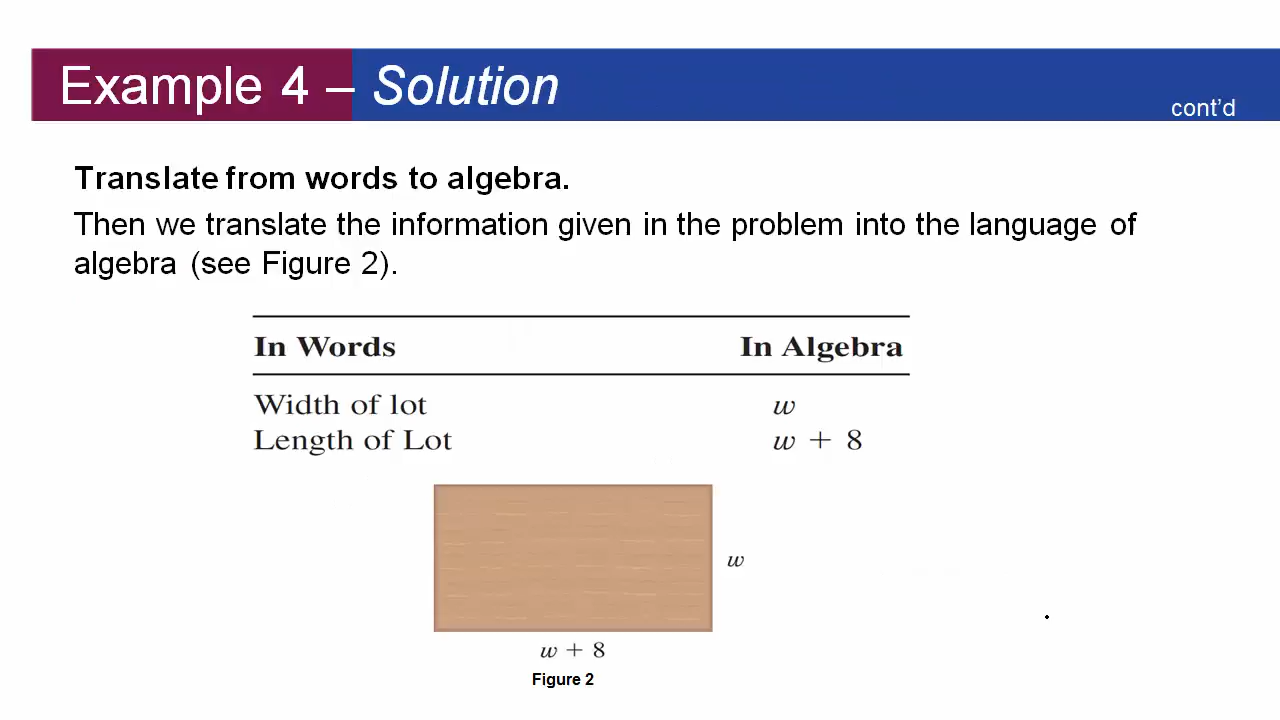 Example 4 – Solution
cont’d
Translate from words to algebra.
Then we translate the information given in the problem into the language of
algebra (see Figure 2).
In Words In Algebra
Width of lot w
Length of Lot w + 8
w
w + 8
Figure 2